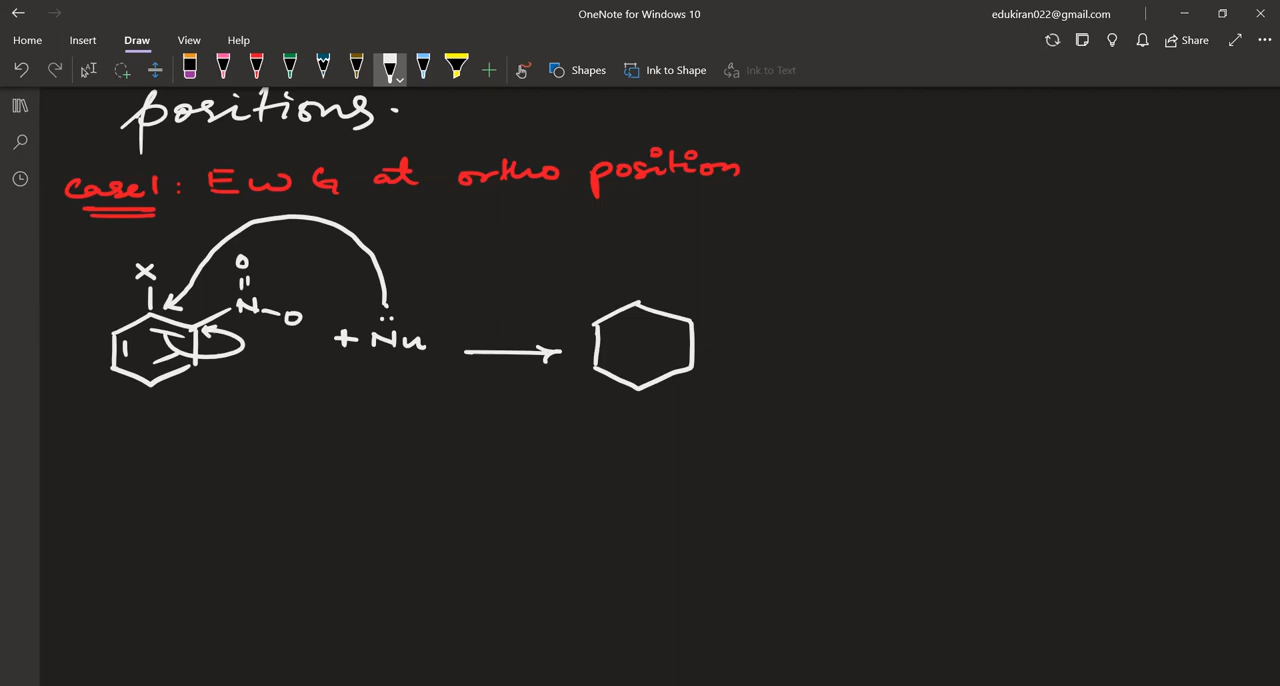 OneNote for Windows 10
edukiran022@gmail.com
Home Insert Draw View Help
Share
Shapes Ink to Shape Ink to Text
positions.
Case1: EWG at ortho position
X
O
N-O
+ Nu